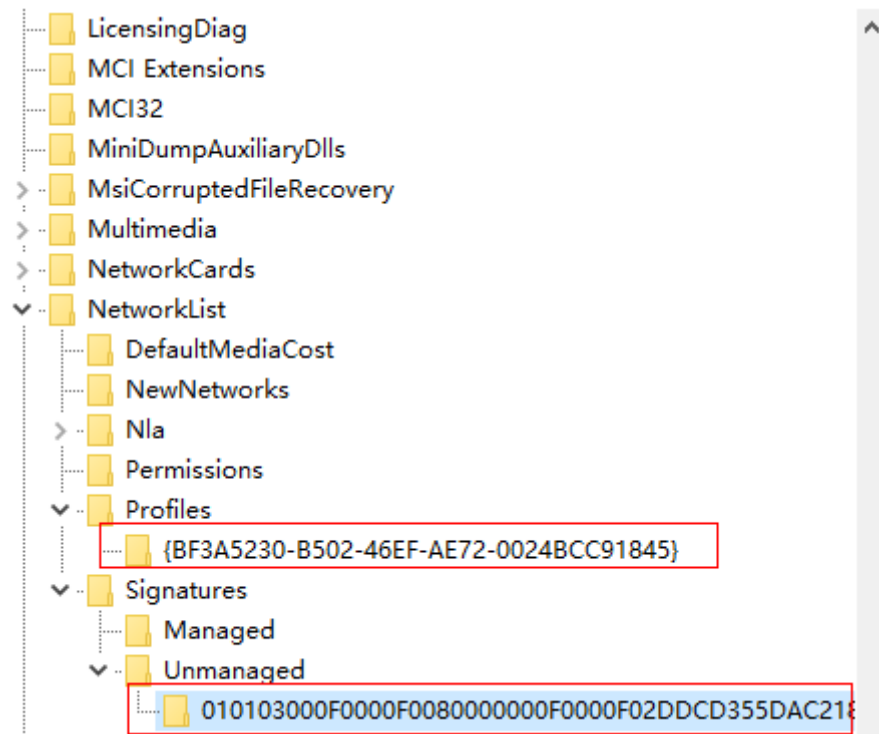 LicensingDiag
MCI Extensions
MCI32
MiniDumpAuxiliaryDlls
MsiCorruptedFileRecovery
Multimedia
NetworkCards
NetworkList
DefaultMediaCost
NewNetworks
Nla
Permissions
Profiles
{BF3A5230-B502-46EF-AE72-0024BCC91845}
Signatures
Managed
Unmanaged
010103000F0000F0080000000F0000F02DDCD355DAC218